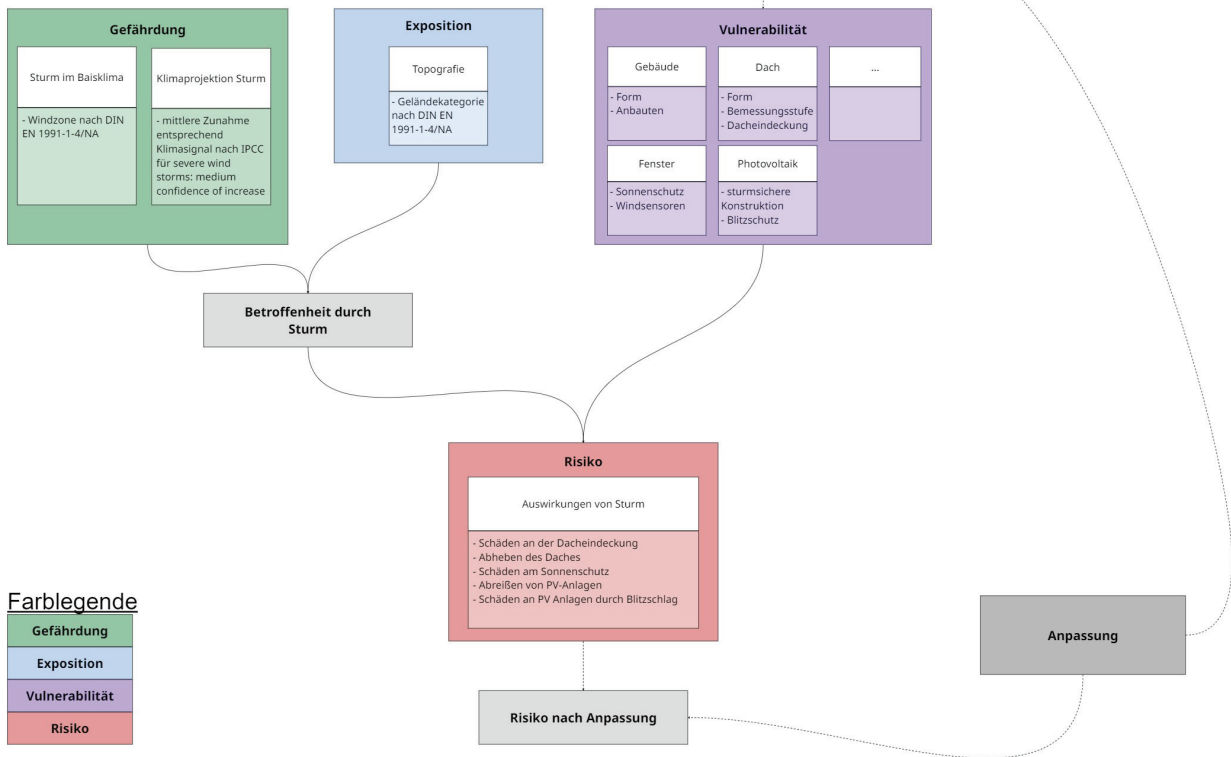 Gefährdung
Sturm im Baisklima
- Windzone nach DIN
EN 1991-1-4/NA
Klimaprojektion Sturm
- mittlere Zunahme
entsprechend
Klimasignal nach IPCC
für severe wind
storms: medium
confidence of increase
Exposition
Topografie
- Geländekategorie
nach DIN EN
1991-1-4/NA
Vulnerabilität
Gebäude
- Form
- Anbauten
Dach
- Form
- Bemessungsstufe
- Dacheindeckung
...
Fenster
- Sonnenschutz
- Windsensoren
Photovoltaik
- sturmsichere
Konstruktion
- Blitzschutz
Betroffenheit durch
Sturm
Risiko
Auswirkungen von Sturm
- Schäden an der Dacheindeckung
- Abheben des Daches
- Schäden am Sonnenschutz
- Abreißen von PV-Anlagen
- Schäden an PV Anlagen durch Blitzschlag
Farblegende
Gefährdung
Exposition
Vulnerabilität
Risiko
Anpassung
Risiko nach Anpassung